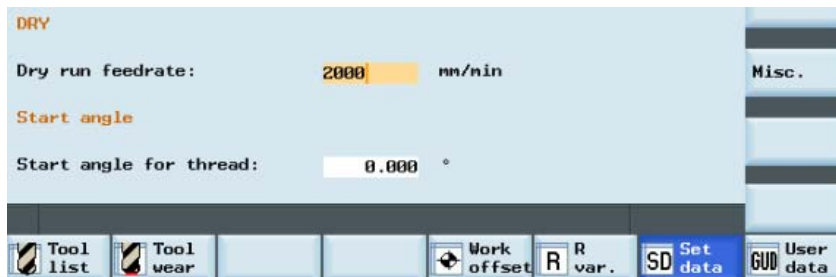 DRY
Dry run feedrate: 2000 mm/min
Misc.
Start angle
Start angle for thread: 0.000 °
Tool list
Tool wear
Work offset
R R var.
SD Set data
GUD User data